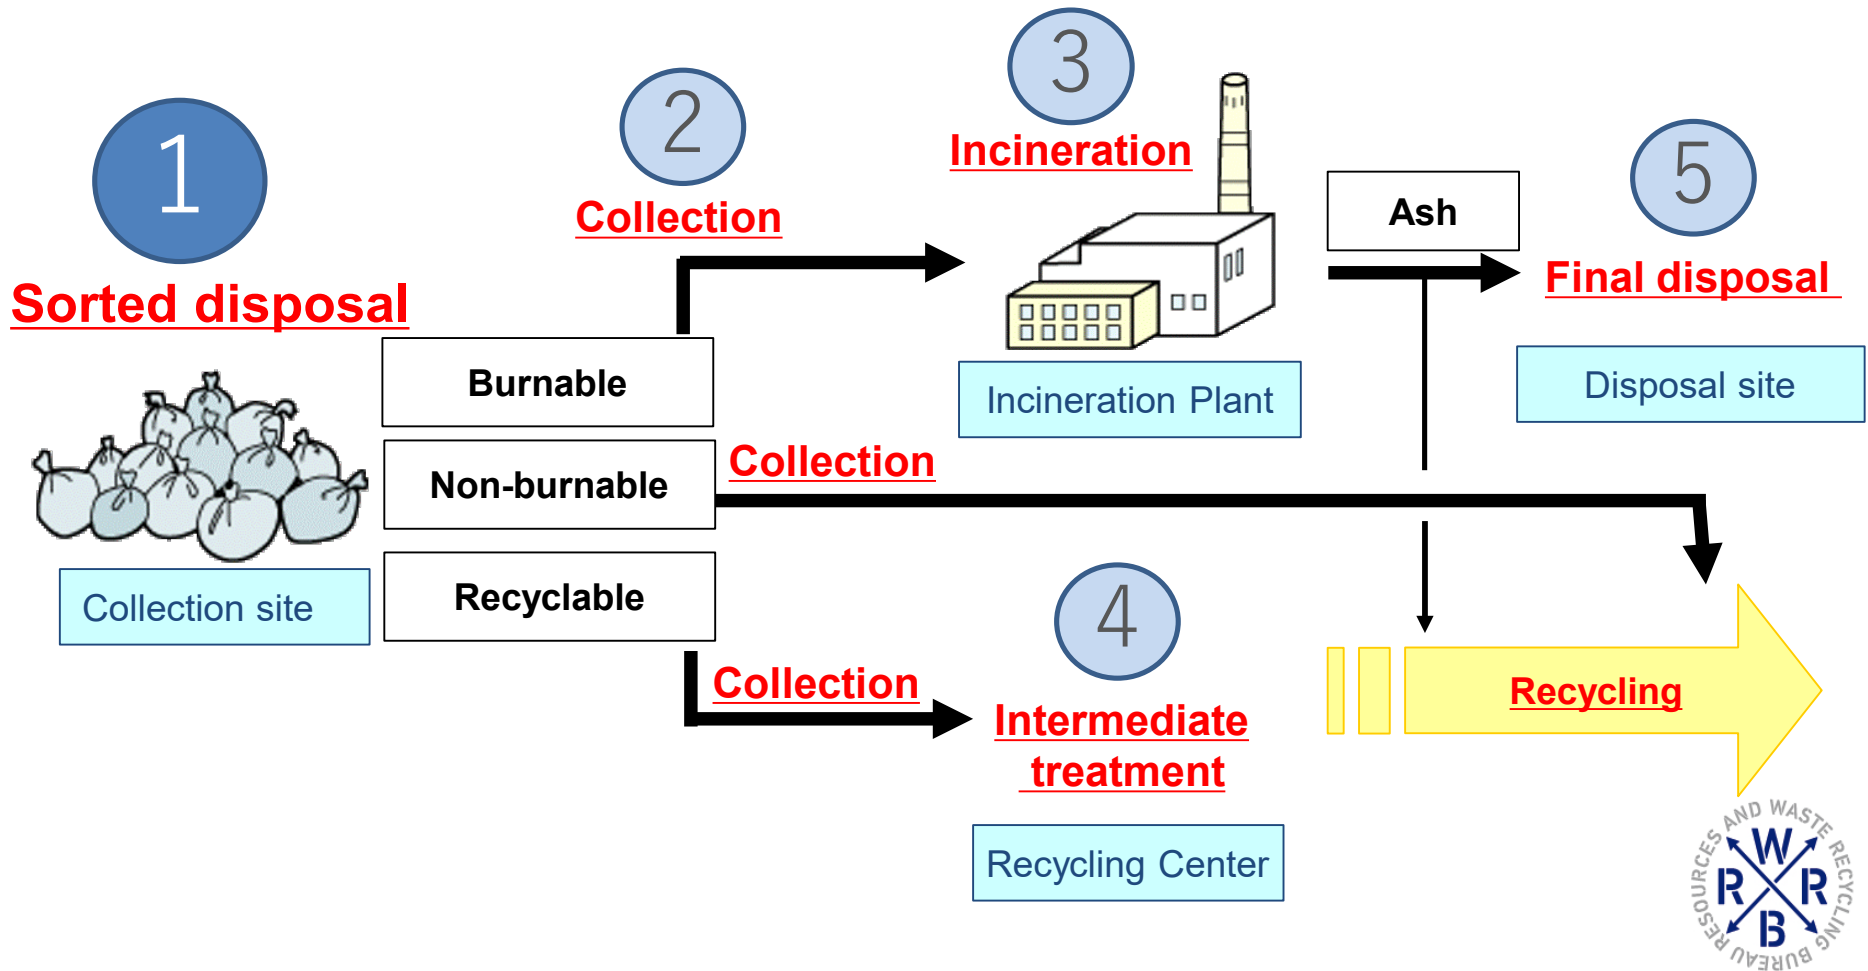 1
Sorted disposal
Collection site
Burnable
Non-burnable
Recyclable
2
Collection
Collection
Collection
3
Incineration
Incineration Plant
4
Intermediate
treatment
Recycling Center
Ash
5
Final disposal
Disposal site
Recycling
RESOURCES AND WASTE RECYCLING BUREAU
W
R R
B